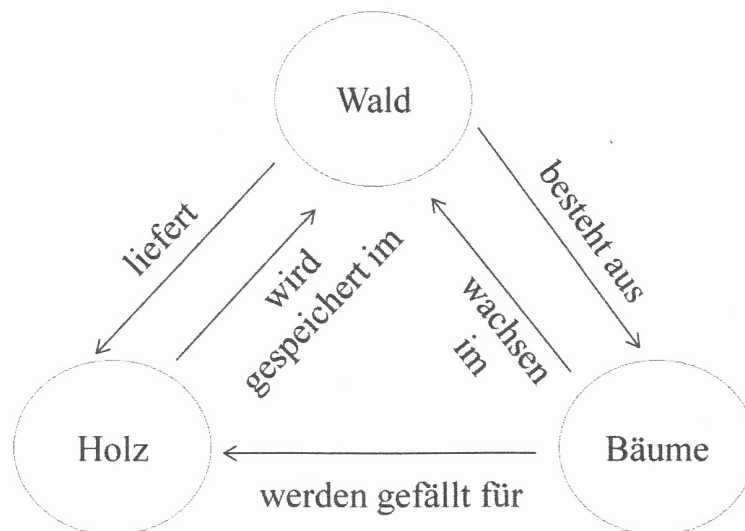 Wald
liefert
wird
gespeichert im
wachsen
im
besteht aus
Holz
Bäume
werden gefällt für